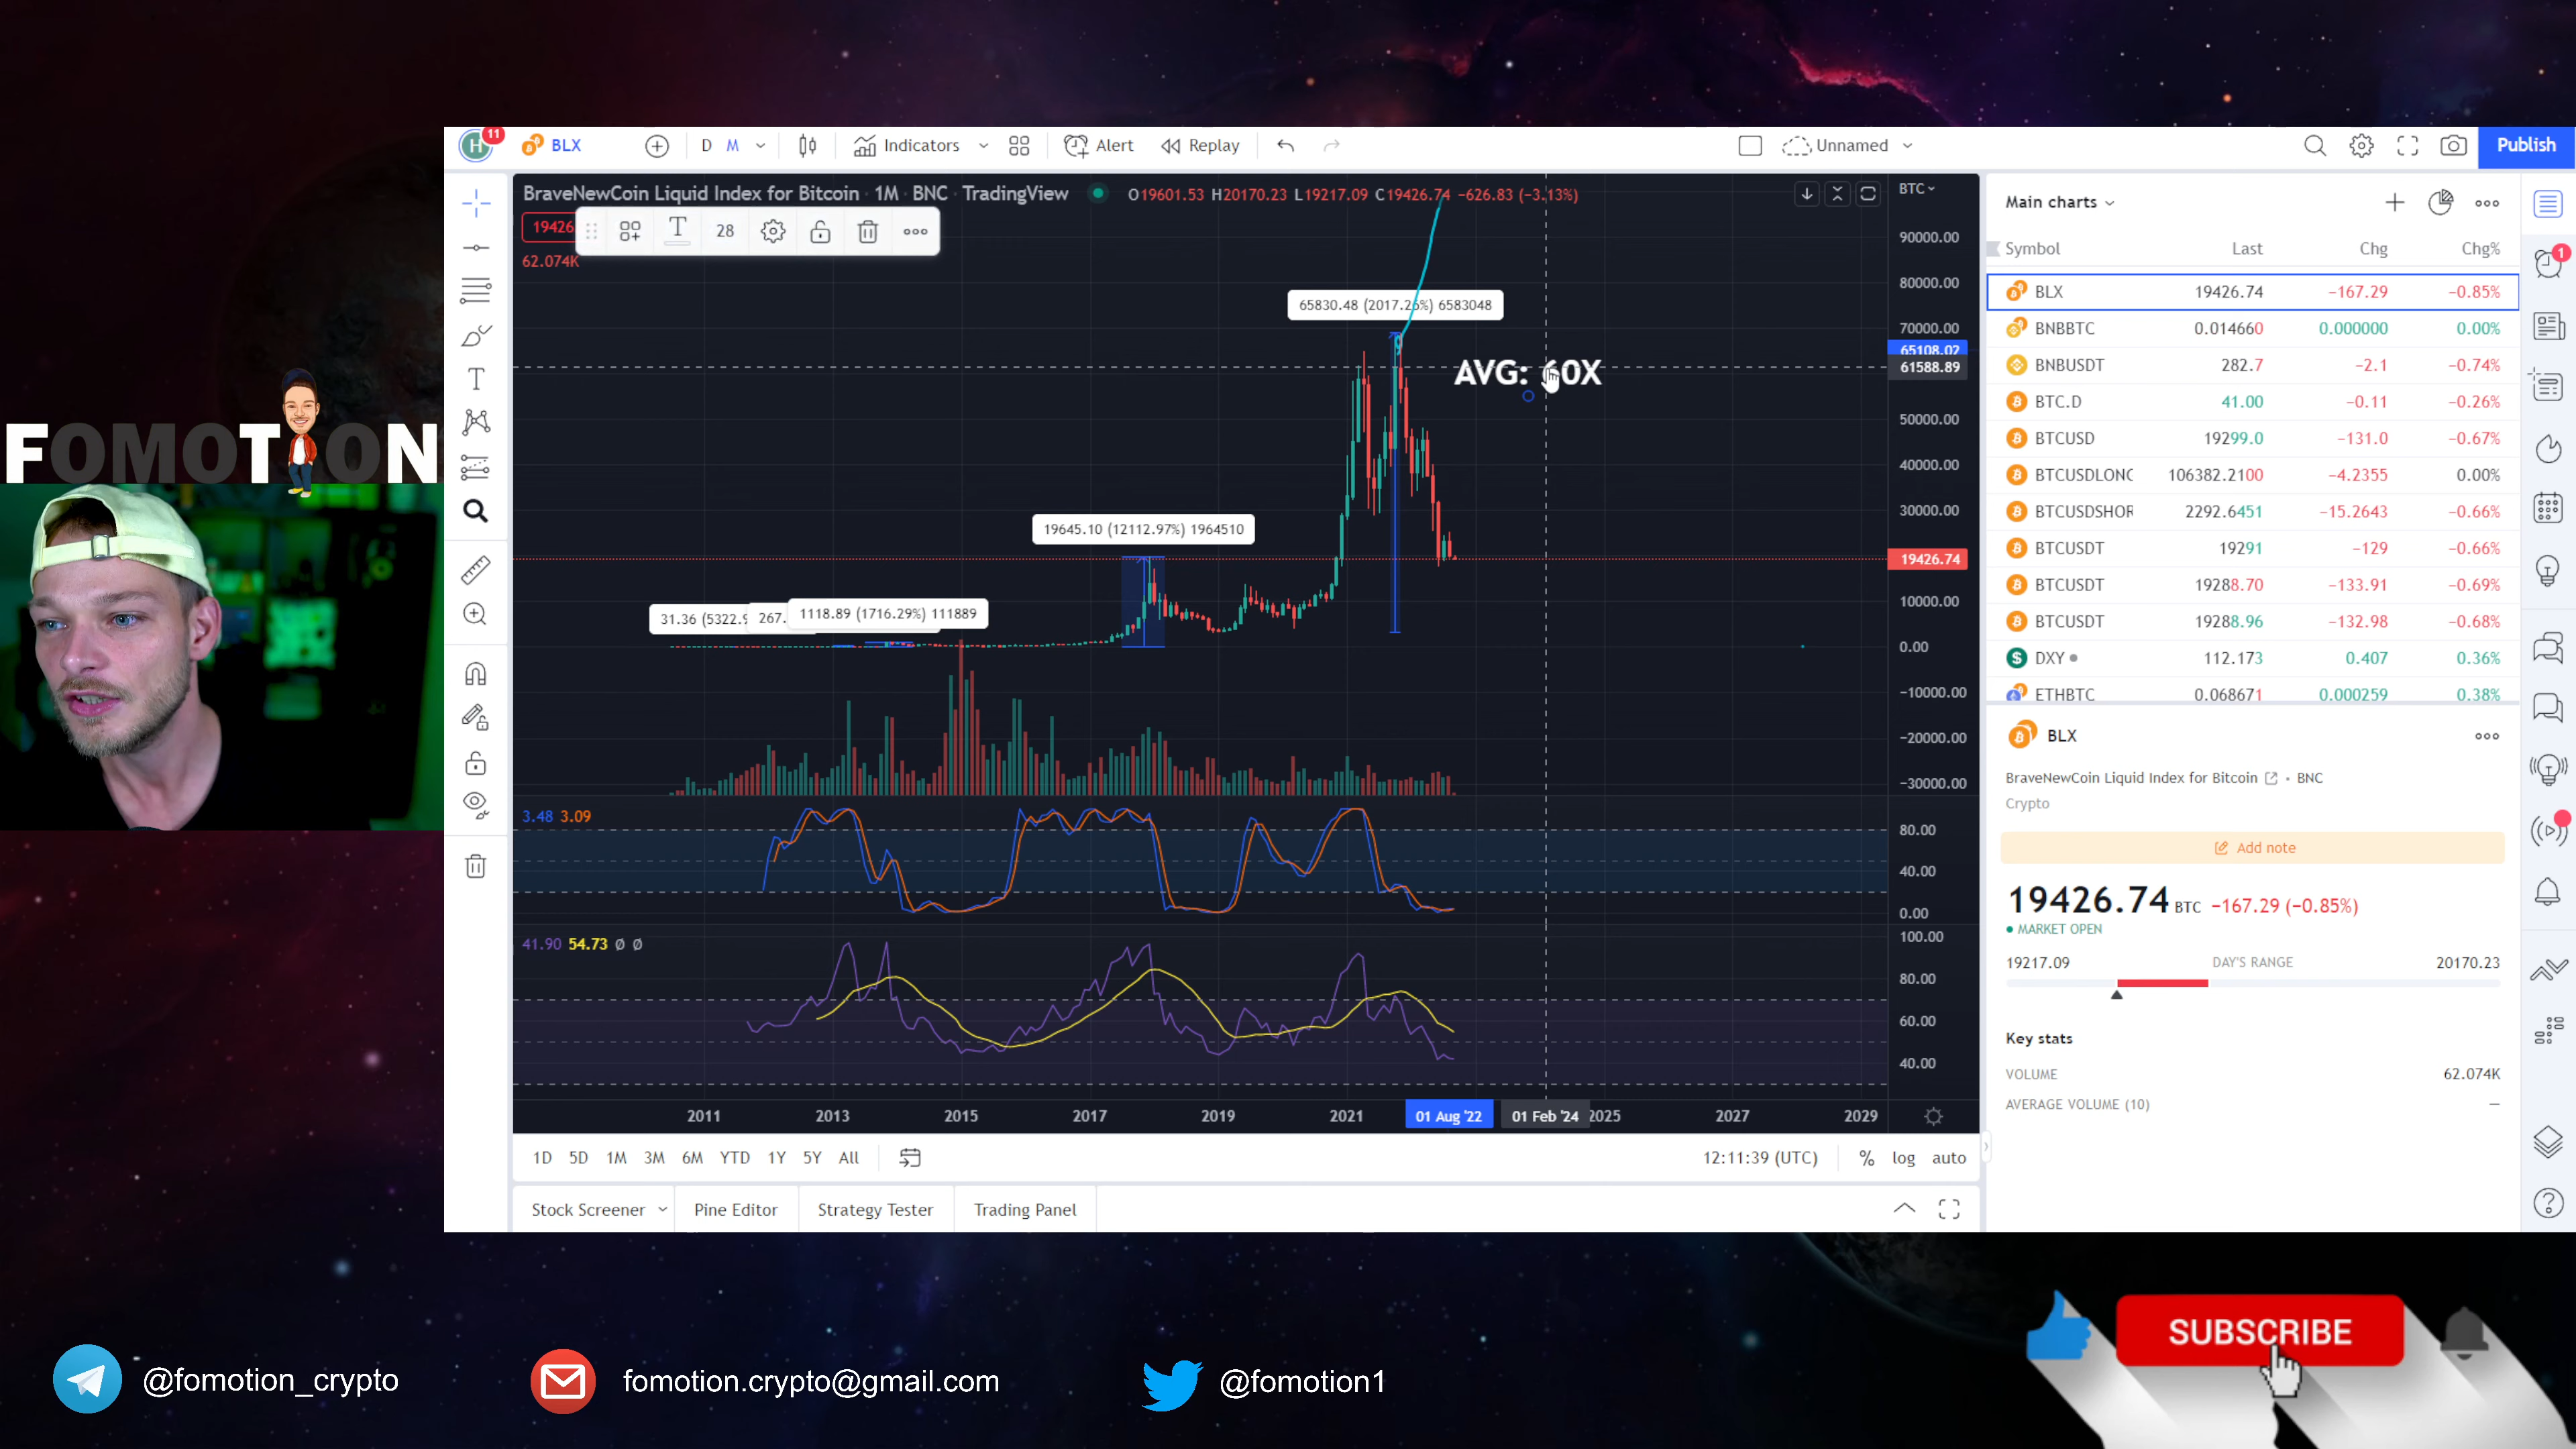 11
BLX
D M
Indicators
Alert
Replay
Unnamed
Publish
BraveNewCoin Liquid Index for Bitcoin · 1M · BNC · TradingView
O19601.53 H20170.23 L19217.09 C19426.74 −626.83 (−3.13%)
BTC
19426
T 28
62.074K
90000.00
80000.00
70000.00
65108.02
61588.89
50000.00
40000.00
30000.00
19426.74
10000.00
0.00
−10000.00
−20000.00
−30000.00
65830.48 (2017.26%) 6583048
AVG: 60X
19645.10 (12112.97%) 1964510
31.36 (5322.9
267.
1118.89 (1716.29%) 111889
3.48 3.09
80.00
40.00
0.00
41.90 54.73 Ø Ø
100.00
80.00
60.00
40.00
2011 2013 2015 2017 2019 2021 01 Aug '22 01 Feb '24 2025 2027 2029
1D 5D 1M 3M 6M YTD 1Y 5Y All
12:11:39 (UTC) % log auto
Stock Screener Pine Editor Strategy Tester Trading Panel
Main charts
Symbol Last Chg Chg%
BLX 19426.74 −167.29 −0.85%
BNBBTC 0.014660 0.000000 0.00%
BNBUSDT 282.7 −2.1 −0.74%
BTC.D 41.00 −0.11 −0.26%
BTCUSD 19299.0 −131.0 −0.67%
BTCUSDLONG 106382.2100 −4.2355 0.00%
BTCUSDSHOR 2292.6451 −15.2643 −0.66%
BTCUSDT 19291 −129 −0.66%
BTCUSDT 19288.70 −133.91 −0.69%
BTCUSDT 19288.96 −132.98 −0.68%
DXY 112.173 0.407 0.36%
ETHBTC 0.068671 0.000259 0.38%
BLX
BraveNewCoin Liquid Index for Bitcoin • BNC
Crypto
Add note
19426.74 BTC −167.29 (−0.85%)
MARKET OPEN
19217.09 DAY'S RANGE 20170.23
Key stats
VOLUME 62.074K
AVERAGE VOLUME (10) —
1
FOMOTION
@fomotion_crypto
fomotion.crypto@gmail.com
@fomotion1
SUBSCRIBE